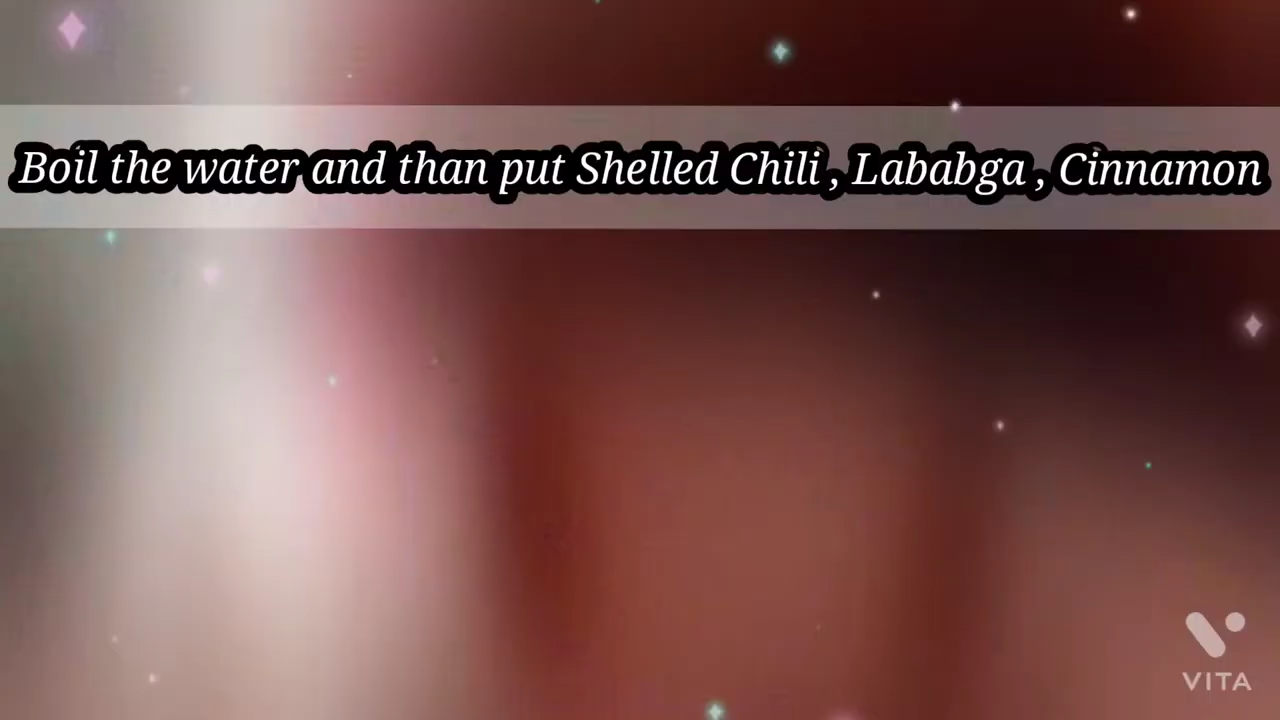 Boil the water and than put Shelled Chili , Lababga , Cinnamon
VITA